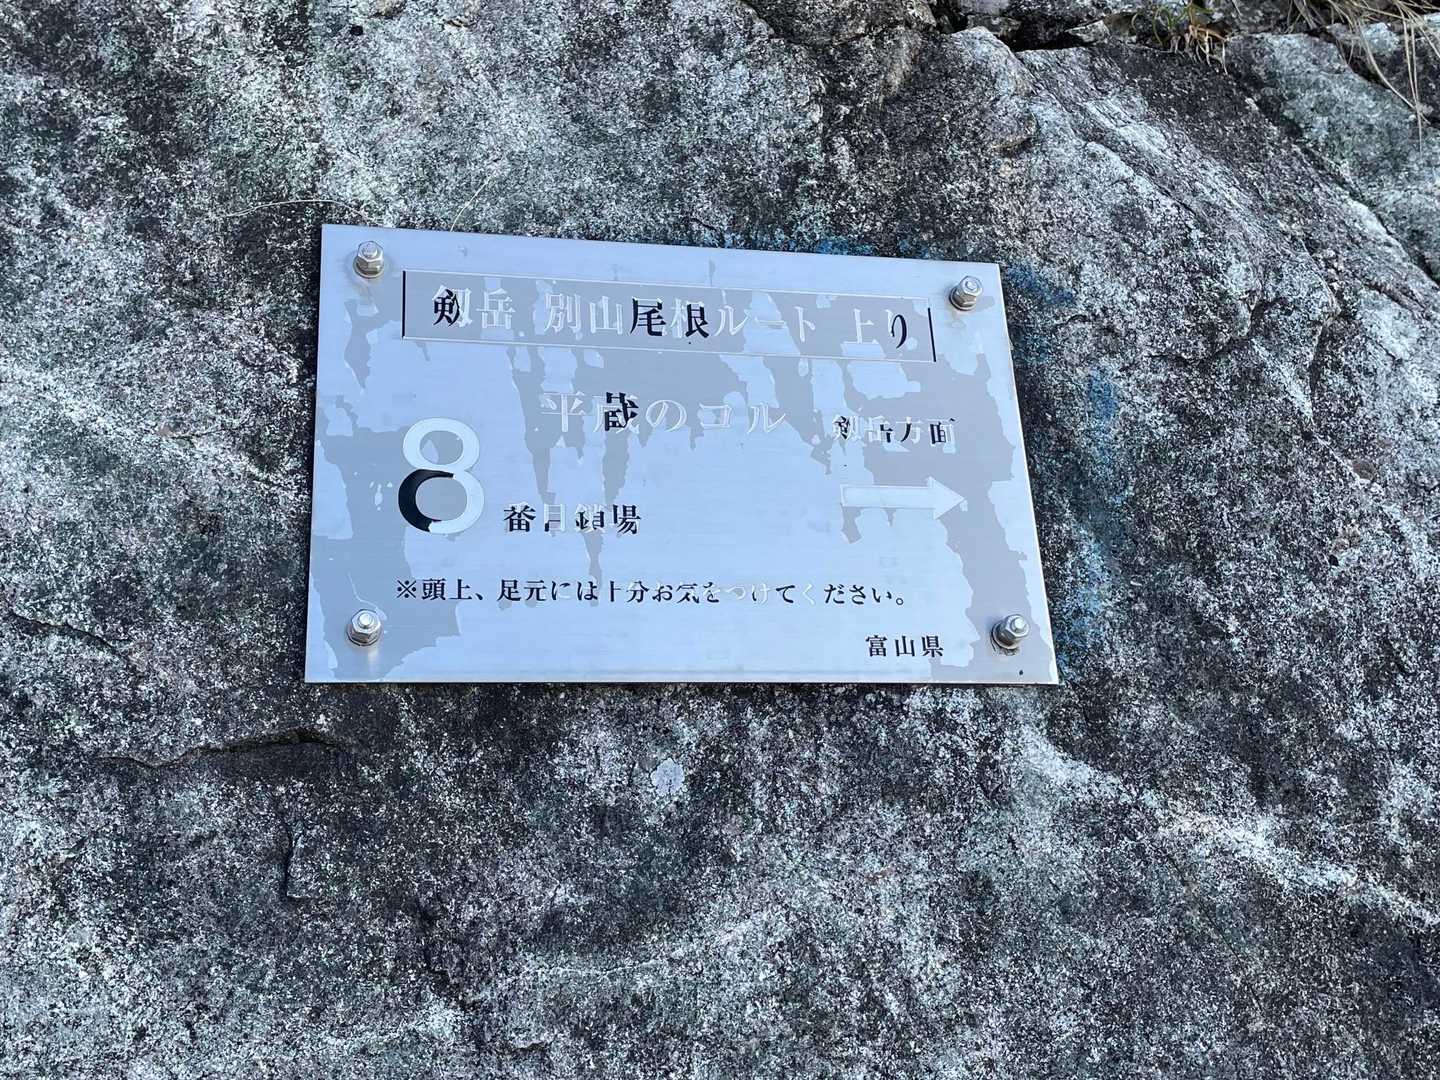 剱岳 別山尾根ルート 上り
平蔵のコル
剱岳方面
8番目鎖場
※頭上、足元には十分お気をつけてください。
富山県